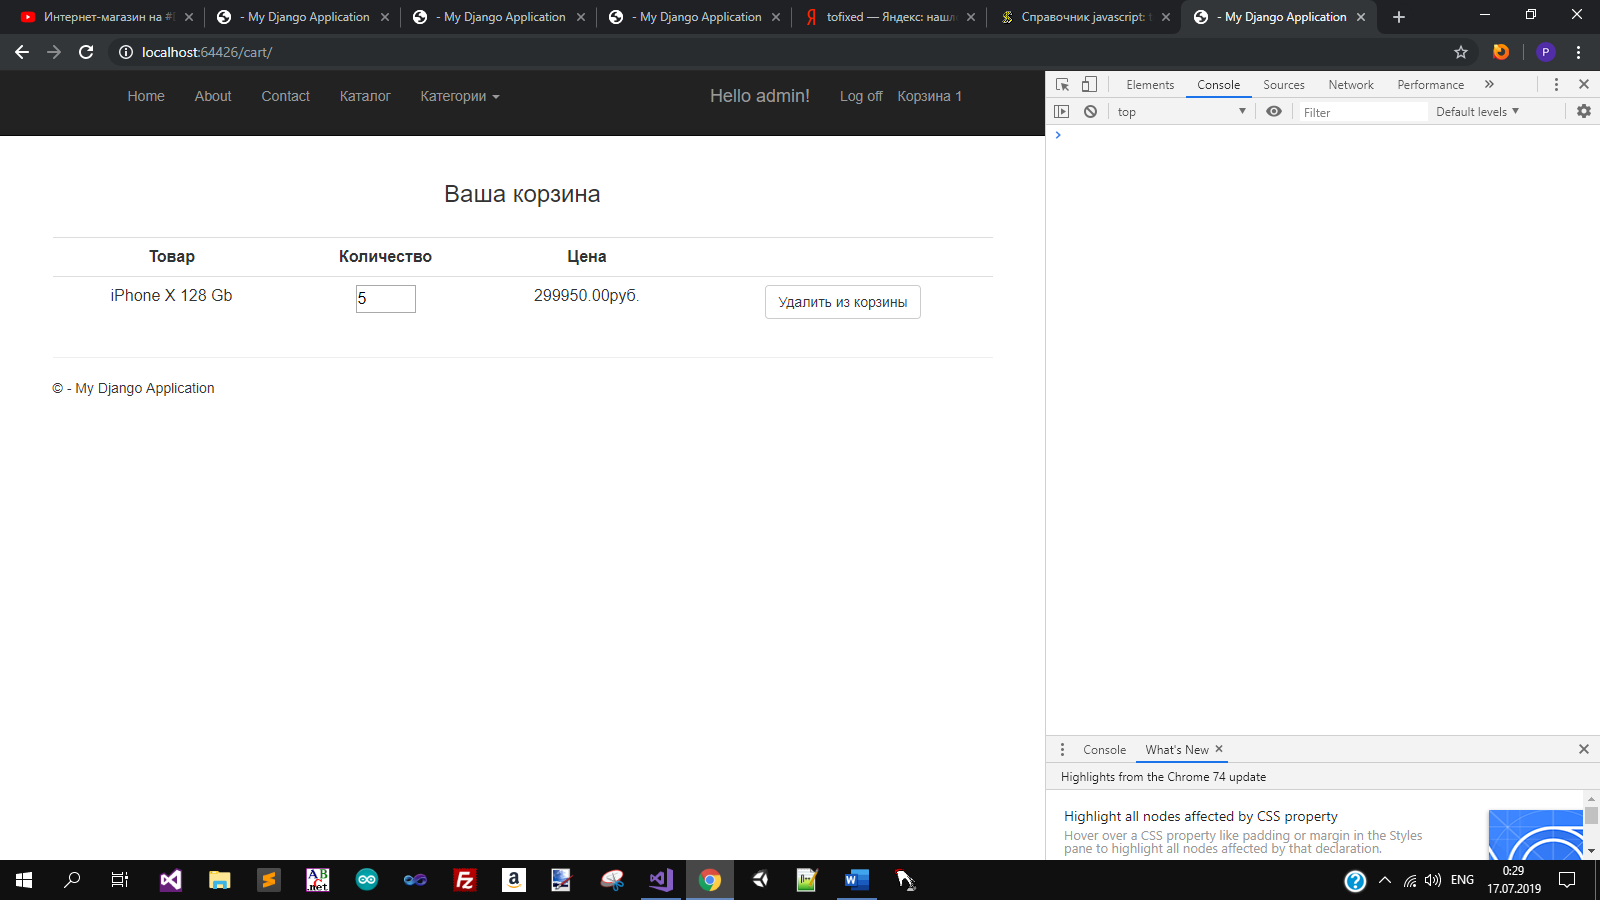 Интернет-магазин на #
- My Django Application
- My Django Application
- My Django Application
tofixed — Яндекс: нашл
Справочник javascript: t
- My Django Application
localhost:64426/cart/
P
Home About Contact Каталог Категории Hello admin! Log off Корзина 1
Elements Console Sources Network Performance »
top Filter Default levels
Ваша корзина
Товар Количество Цена
iPhone X 128 Gb 5 299950.00руб. Удалить из корзины
© - My Django Application
Console What's New
Highlights from the Chrome 74 update
Highlight all nodes affected by CSS property
Hover over a CSS property like padding or margin in the Styles
pane to highlight all nodes affected by that declaration.
ENG
0:29
17.07.2019